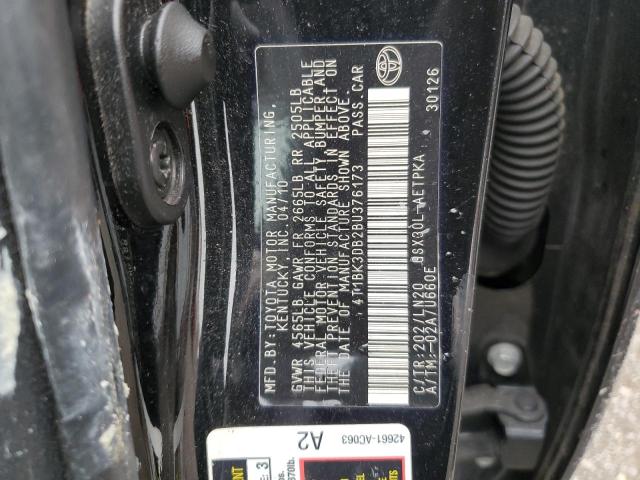 MFD. BY: TOYOTA MOTOR MANUFACTURING,
KENTUCKY, INC. 04/10
GVWR 4565LB GAWR FR 2665LB RR 2505LB
THIS VEHICLE CONFORMS TO ALL APPLICABLE
FEDERAL MOTOR VEHICLE SAFETY BUMPER, AND
THEFT PREVENTION STANDARDS IN EFFECT ON
THE DATE OF MANUFACTURE SHOWN ABOVE.
4T1BK3DB2BU376173 PASS. CAR
C/TR: 202/LN20 GSX30L-AETPKA 30126
A/TM: -02A/U660E
A2
42661-AC063
3